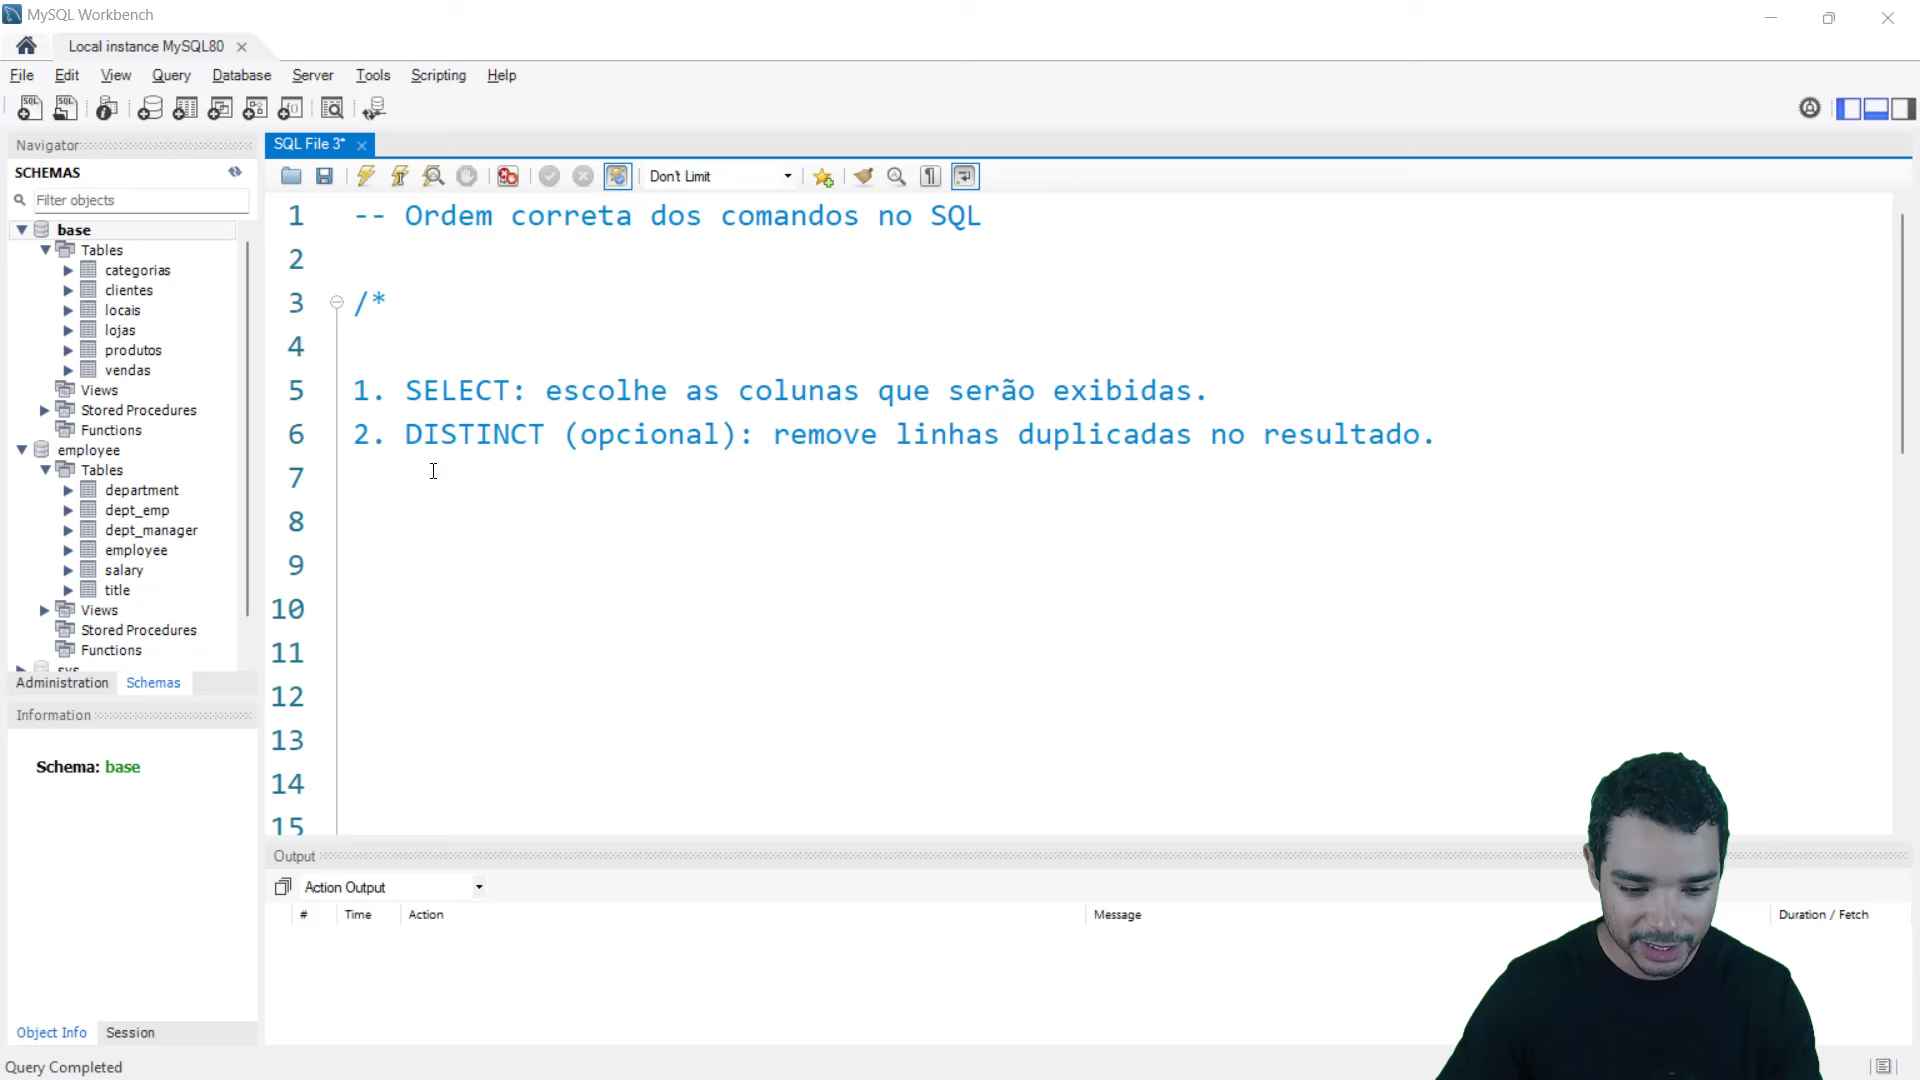 MySQL Workbench
Local instance MySQL80
File Edit View Query Database Server Tools Scripting Help
Navigator
SQL File 3*
SCHEMAS
Don't Limit
Filter objects
base
Tables
categorias
clientes
locais
lojas
produtos
vendas
Views
Stored Procedures
Functions
employee
Tables
department
dept_emp
dept_manager
employee
salary
title
Views
Stored Procedures
Functions
sys
Administration Schemas
Information
Schema: base
Object Info Session
1 -- Ordem correta dos comandos no SQL
2
3 /*
4
5 1. SELECT: escolhe as colunas que serão exibidas.
6 2. DISTINCT (opcional): remove linhas duplicadas no resultado.
7
8
9
10
11
12
13
14
15
Output
Action Output
# Time Action Message Duration / Fetch
Query Completed